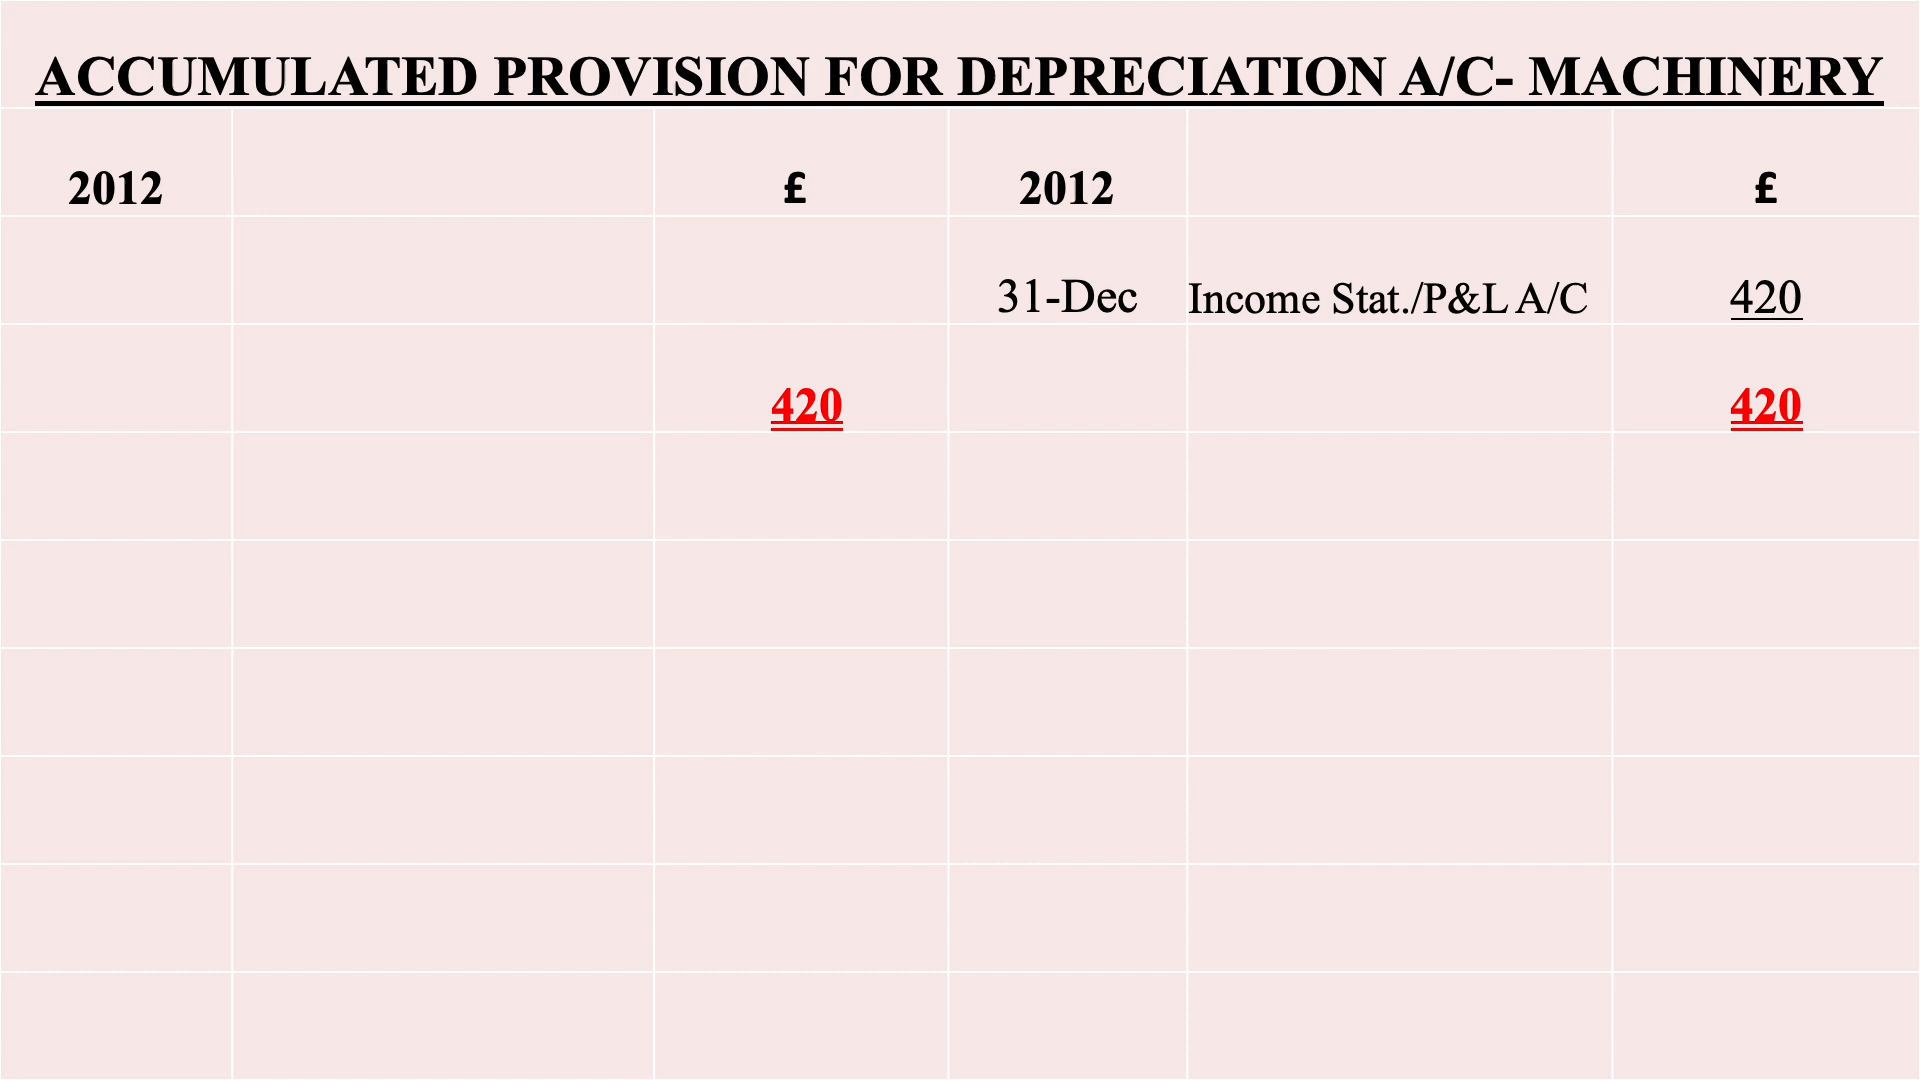 ACCUMULATED PROVISION FOR DEPRECIATION A/C- MACHINERY
2012 £ 2012 £
31-Dec Income Stat./P&L A/C 420
420 420